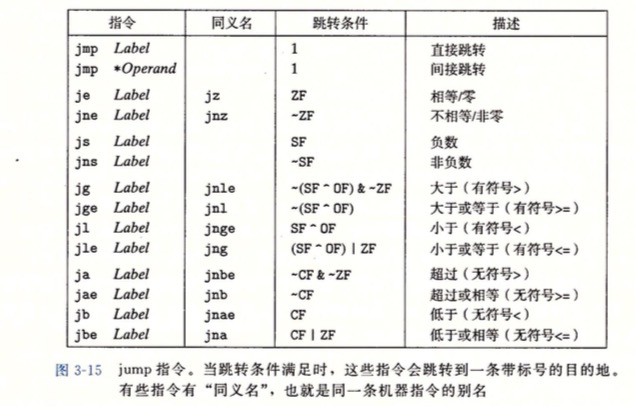 指令 同义名 跳转条件 描述
jmp Label 1 直接跳转
jmp *Operand 1 间接跳转
je Label jz ZF 相等/零
jne Label jnz ~ZF 不相等/非零
js Label SF 负数
jns Label ~SF 非负数
jg Label jnle ~(SF ^ OF) & ~ZF 大于（有符号>）
jge Label jnl ~(SF ^ OF) 大于或等于（有符号>=）
jl Label jnge SF ^ OF 小于（有符号<）
jle Label jng (SF ^ OF) | ZF 小于或等于（有符号<=）
ja Label jnbe ~CF & ~ZF 超过（无符号>）
jae Label jnb ~CF 超过或相等（无符号>=）
jb Label jnae CF 低于（无符号<）
jbe Label jna CF | ZF 低于或相等（无符号<=）
图 3-15 jump 指令。当跳转条件满足时，这些指令会跳转到一条带标号的目的地。
有些指令有“同义名”，也就是同一条机器指令的别名